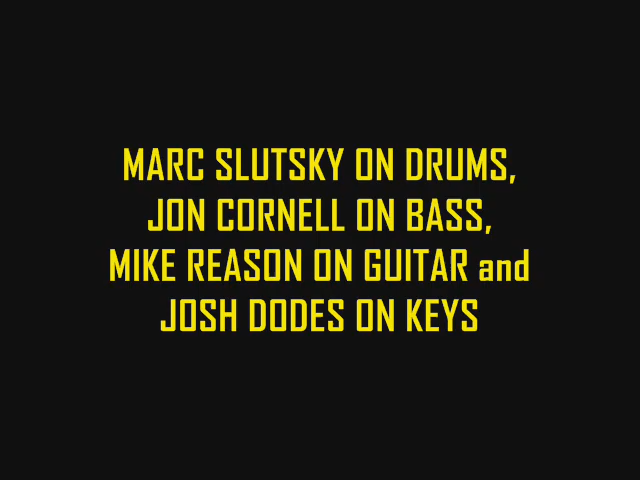 MARC SLUTSKY ON DRUMS,
JON CORNELL ON BASS,
MIKE REASON ON GUITAR and
JOSH DODES ON KEYS